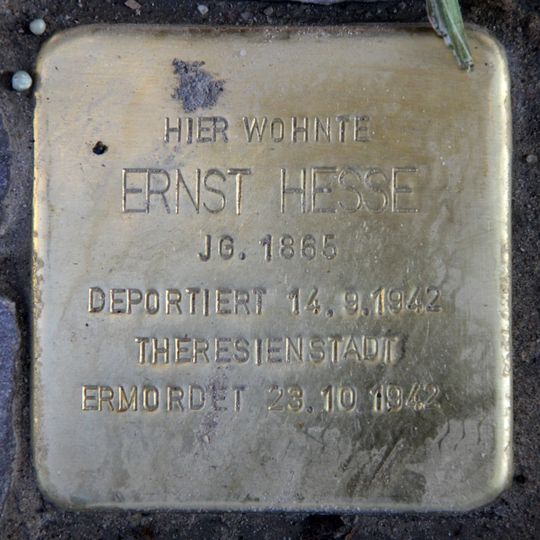 HIER WOHNTE
ERNST HESSE
JG. 1865
DEPORTIERT 14.9.1942
THERESIENSTADT
ERMORDET 23.10.1942